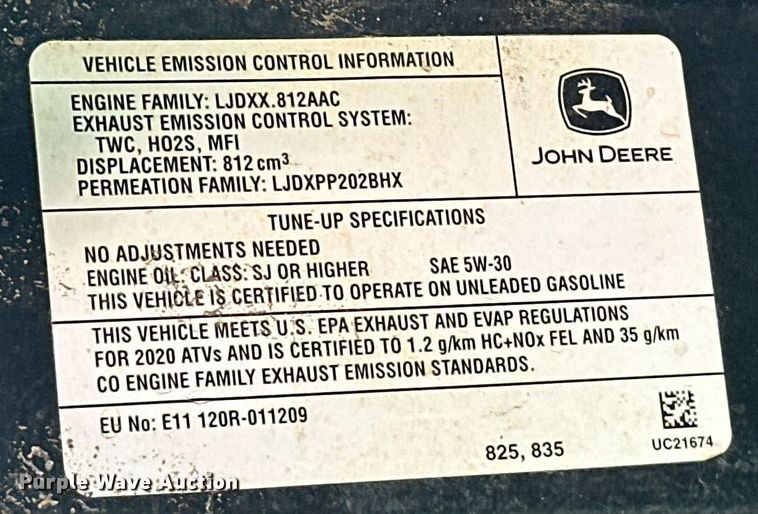 VEHICLE EMISSION CONTROL INFORMATION
ENGINE FAMILY: LJDXX.812AAC
EXHAUST EMISSION CONTROL SYSTEM:
TWC, HO2S, MFI
DISPLACEMENT: 812 cm³
PERMEATION FAMILY: LJDXPP202BHX
JOHN DEERE
TUNE-UP SPECIFICATIONS
NO ADJUSTMENTS NEEDED
ENGINE OIL: CLASS: SJ OR HIGHER SAE 5W-30
THIS VEHICLE IS CERTIFIED TO OPERATE ON UNLEADED GASOLINE
THIS VEHICLE MEETS U.S. EPA EXHAUST AND EVAP REGULATIONS
FOR 2020 ATVs AND IS CERTIFIED TO 1.2 g/km HC+NOx FEL AND 35 g/km
CO ENGINE FAMILY EXHAUST EMISSION STANDARDS.
EU No: E11 120R-011209
825, 835
UC21674
Purple Wave Auction